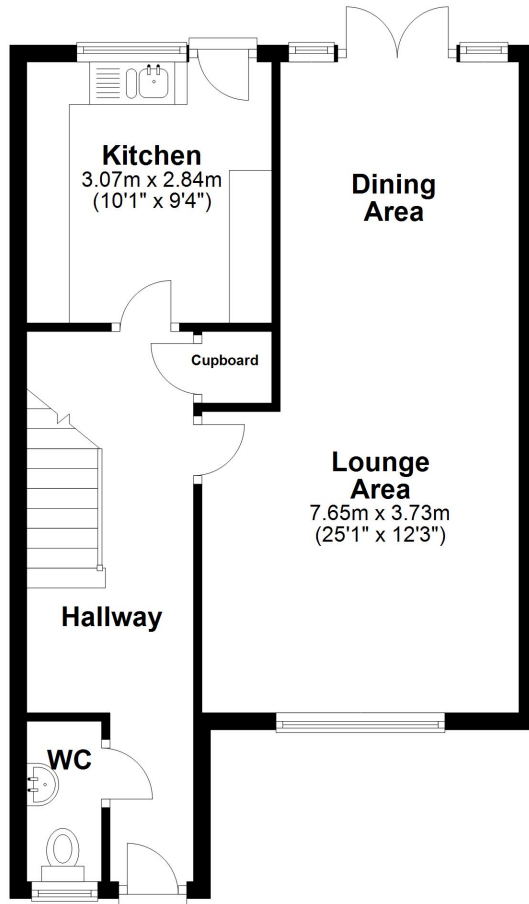 Kitchen
3.07m x 2.84m
(10'1" x 9'4")
Dining
Area
Cupboard
Lounge
Area
7.65m x 3.73m
(25'1" x 12'3")
Hallway
WC